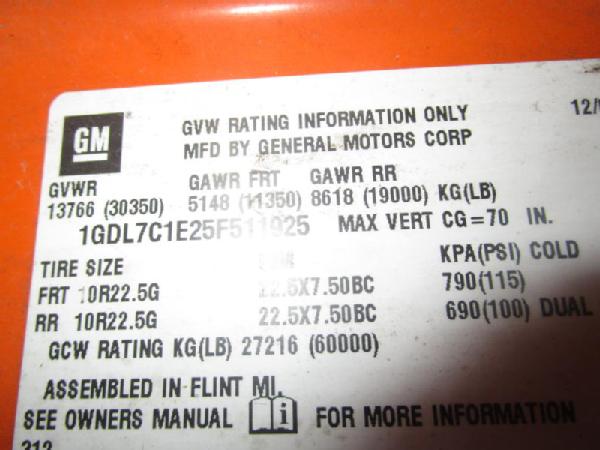 GM
GVW RATING INFORMATION ONLY 12/
MFD BY GENERAL MOTORS CORP
GVWR GAWR FRT GAWR RR
13766 (30350) 5148 (11350) 8618 (19000) KG(LB)
1GDL7C1E25F511925 MAX VERT CG=70 IN.
TIRE SIZE KPA(PSI) COLD
FRT 10R22.5G 22.5X7.50BC 790(115)
RR 10R22.5G 22.5X7.50BC 690(100) DUAL
GCW RATING KG(LB) 27216 (60000)
ASSEMBLED IN FLINT MI.
SEE OWNERS MANUAL i FOR MORE INFORMATION
312